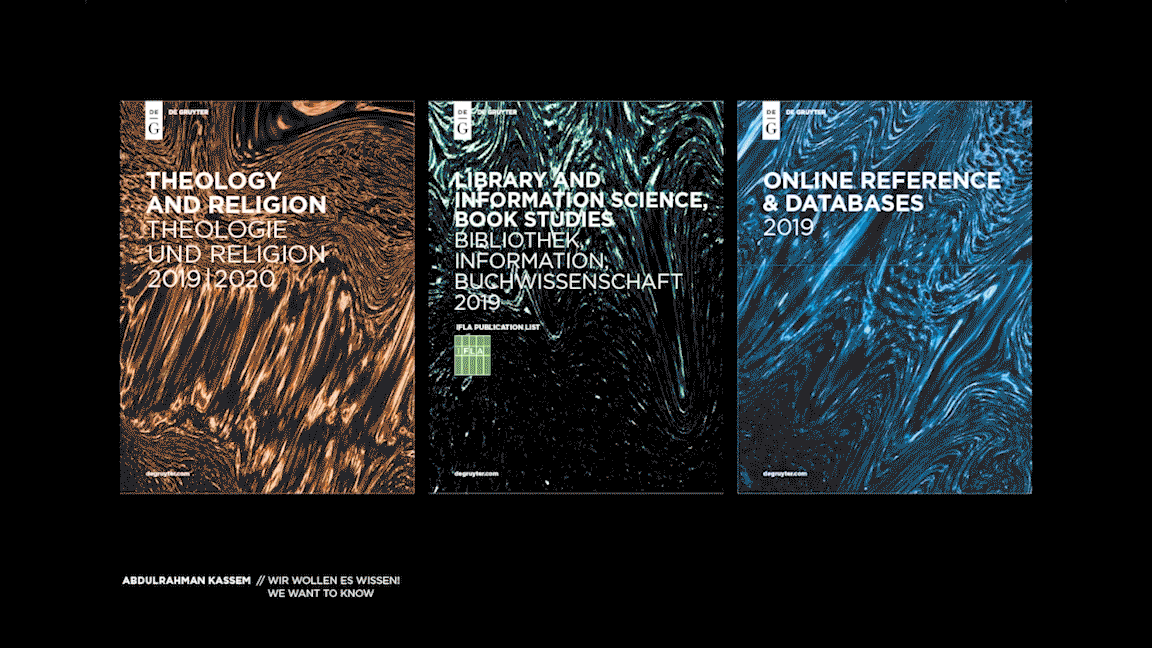 DE
G
DE GRUYTER
THEOLOGY
AND RELIGION
THEOLOGIE
UND RELIGION
2019 | 2020
degruyter.com
DE
G
DE GRUYTER
LIBRARY AND
INFORMATION SCIENCE,
BOOK STUDIES
BIBLIOTHEK,
INFORMATION,
BUCHWISSENSCHAFT
2019
IFLA PUBLICATION LIST
IFLA
degruyter.com
DE
G
DE GRUYTER
ONLINE REFERENCE
& DATABASES
2019
degruyter.com
ABDULRAHMAN KASSEM // WIR WOLLEN ES WISSEN!
WE WANT TO KNOW